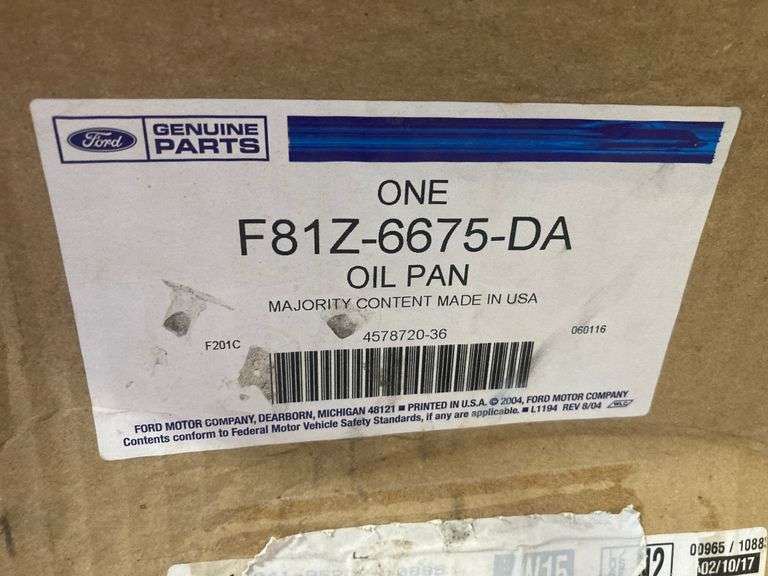 Ford GENUINE PARTS
ONE
F81Z-6675-DA
OIL PAN
MAJORITY CONTENT MADE IN USA
4578720-36
F201C
060116
FORD MOTOR COMPANY, DEARBORN, MICHIGAN 48121 ■ PRINTED IN U.S.A. © 2004, FORD MOTOR COMPANY
Contents conform to Federal Motor Vehicle Safety Standards, if any are applicable. ■ L1194 REV 8/04
02/10/17